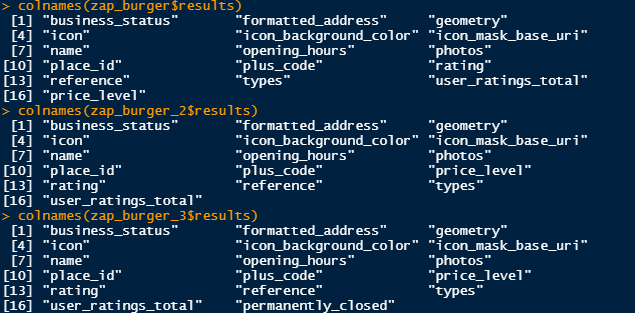 > colnames(zap_burger$results)
[1] "business_status" "formatted_address" "geometry"
[4] "icon" "icon_background_color" "icon_mask_base_uri"
[7] "name" "opening_hours" "photos"
[10] "place_id" "plus_code" "rating"
[13] "reference" "types" "user_ratings_total"
[16] "price_level"
> colnames(zap_burger_2$results)
[1] "business_status" "formatted_address" "geometry"
[4] "icon" "icon_background_color" "icon_mask_base_uri"
[7] "name" "opening_hours" "photos"
[10] "place_id" "plus_code" "price_level"
[13] "rating" "reference" "types"
[16] "user_ratings_total"
> colnames(zap_burger_3$results)
[1] "business_status" "formatted_address" "geometry"
[4] "icon" "icon_background_color" "icon_mask_base_uri"
[7] "name" "opening_hours" "photos"
[10] "place_id" "plus_code" "price_level"
[13] "rating" "reference" "types"
[16] "user_ratings_total" "permanently_closed"